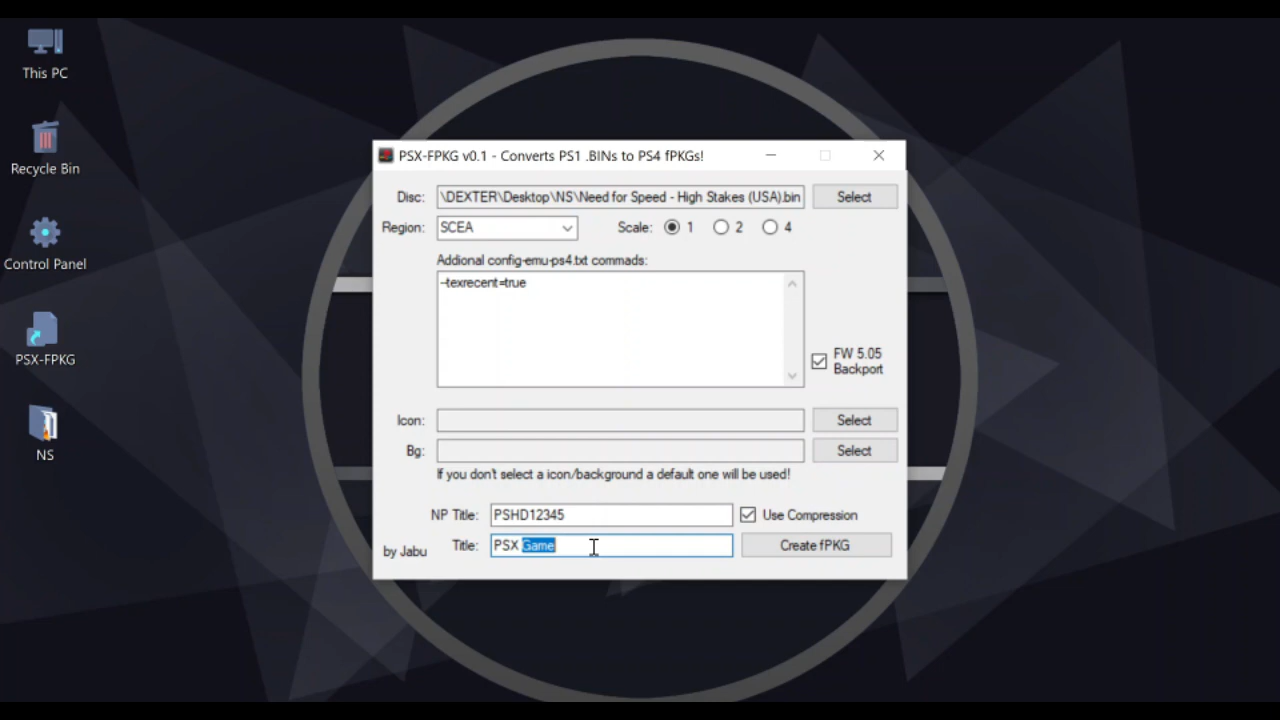 This PC
Recycle Bin
Control Panel
PSX-FPKG
NS
PSX-FPKG v0.1 - Converts PS1 .BINs to PS4 fPKGs!
Disc: \DEXTER\Desktop\NS\Need for Speed - High Stakes (USA).bin Select
Region: SCEA Scale: 1 2 4
Addional config-emu-ps4.txt commads:
--texrecent=true
FW 5.05
Backport
Icon: Select
Bg: Select
If you don't select a icon/background a default one will be used!
NP Title: PSHD12345 Use Compression
by Jabu Title: PSX Game Create fPKG